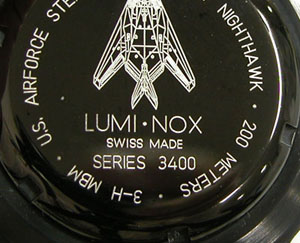 U.S. AIRFORCE STE
NIGHTHAWK · 200 METERS · 3-H MBM ·
LUMI·NOX
SWISS MADE
SERIES 3400